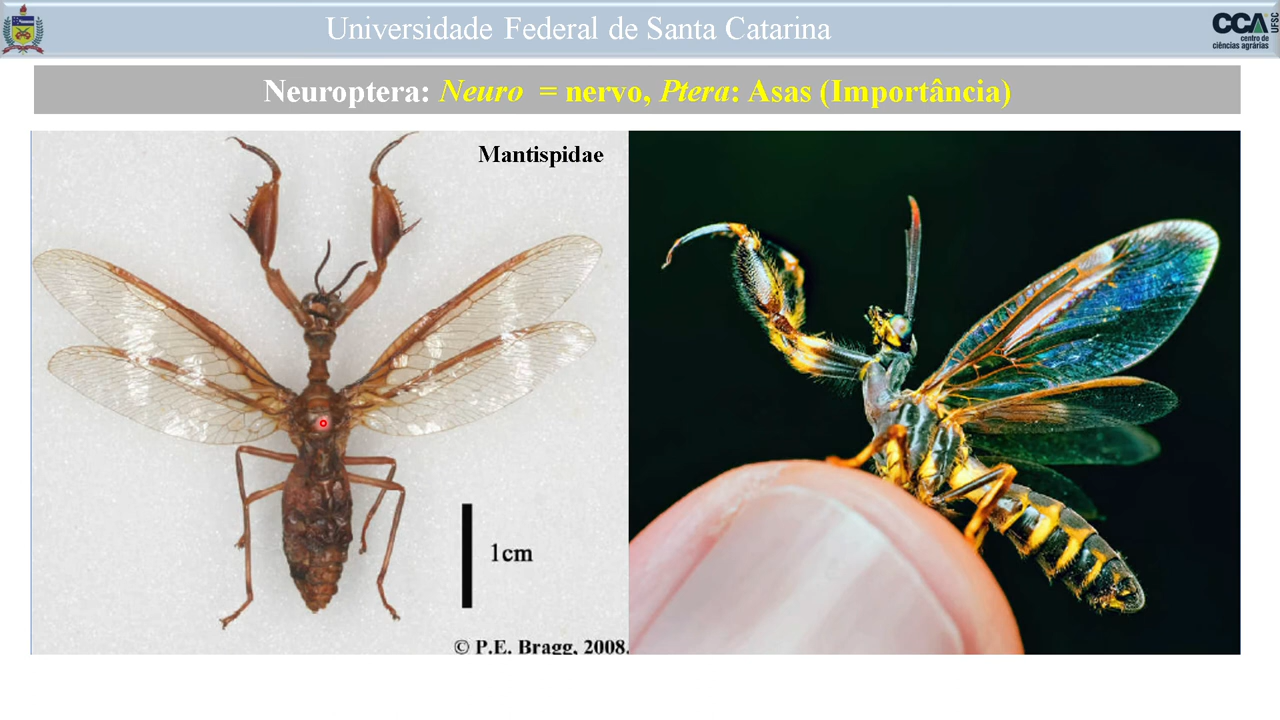 Universidade Federal de Santa Catarina
CCA
UFSC
centro de
ciências agrárias
Neuroptera: Neuro = nervo, Ptera: Asas (Importância)
Mantispidae
1cm
© P.E. Bragg, 2008.